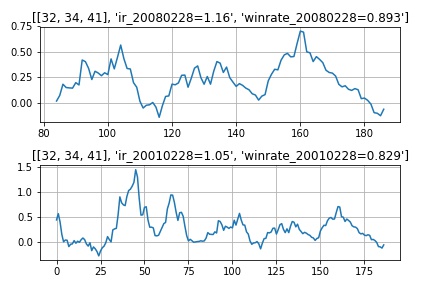 [[32, 34, 41], 'ir_20080228=1.16', 'winrate_20080228=0.893']
0.75
0.50
0.25
0.00
80 100 120 140 160 180
[[32, 34, 41], 'ir_20010228=1.05', 'winrate_20010228=0.829']
1.5
1.0
0.5
0.0
0 25 50 75 100 125 150 175